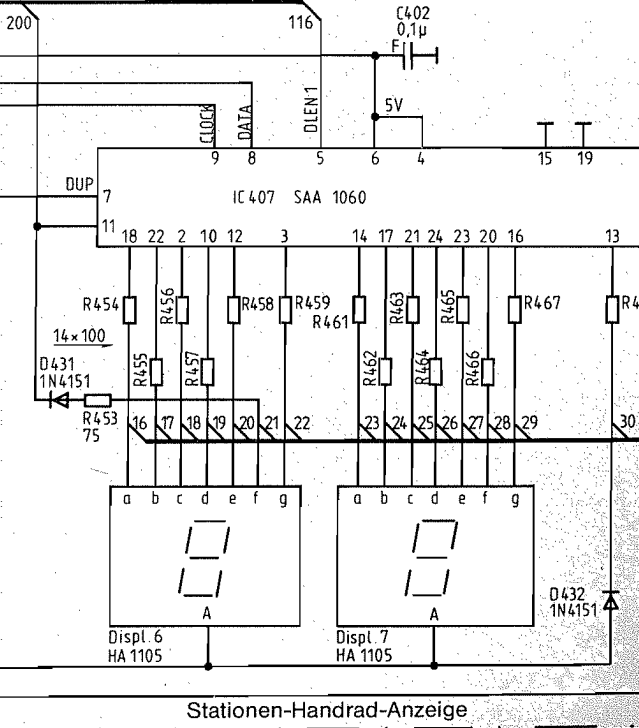 200
116
C402
0,1µ
F
5V
CLOCK
DATA
DLEN1
9 8 5 6 4 15 19
DUP
7
IC407 SAA 1060
11
18 22 2 10 12 3 14 17 21 24 23 20 16 13
R454
R456
R458
R459
R461
R463
R465
R467
R4
14×100
R455
R457
R462
R464
R466
D431
1N4151
R453
75
16 17 18 19 20 21 22 23 24 25 26 27 28 29 30
a b c d e f g
a b c d e f g
A
A
D432
1N4151
Displ. 6
HA 1105
Displ. 7
HA 1105
Stationen-Handrad-Anzeige